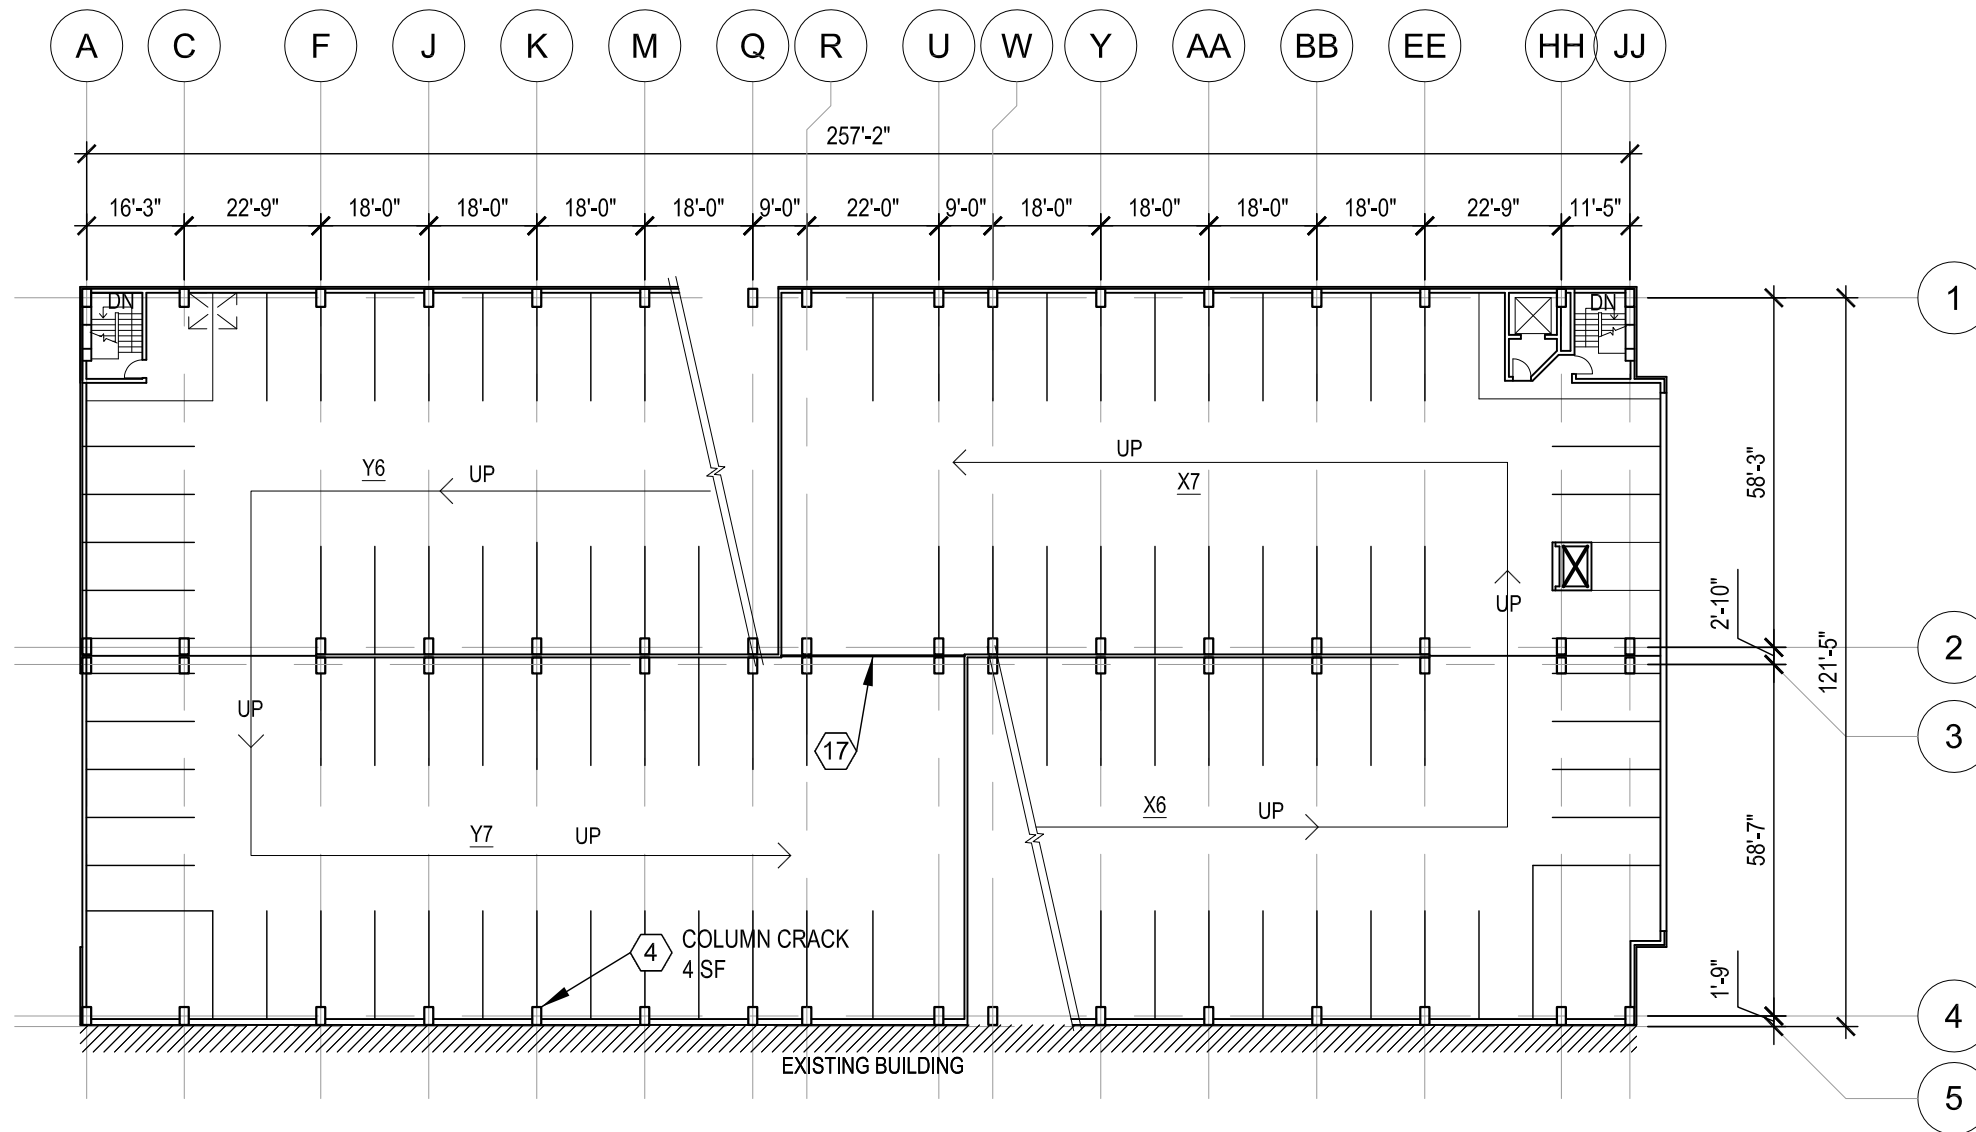 A C F J K M Q R U W Y AA BB EE HH JJ
257'-2"
16'-3" 22'-9" 18'-0" 18'-0" 18'-0" 18'-0" 9'-0" 22'-0" 9'-0" 18'-0" 18'-0" 18'-0" 18'-0" 22'-9" 11'-5"
DN
DN
1
Y6 UP
UP
X7
58'-3"
UP
2'-10"
2
121'-5"
3
UP
17
Y7 UP
X6 UP
58'-7"
4 COLUMN CRACK
4 SF
1'-9"
4
EXISTING BUILDING
5